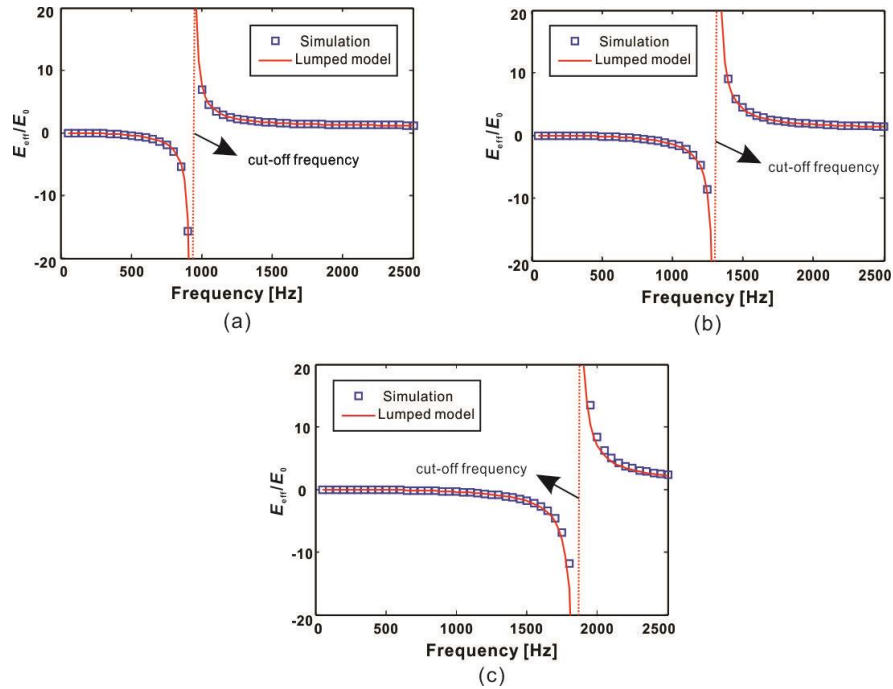 20
10
0
-10
-20
E_eff/E_0
Simulation
Lumped model
cut-off frequency
0 500 1000 1500 2000 2500
Frequency [Hz]
(a)
20
10
0
-10
-20
E_eff/E_0
Simulation
Lumped model
cut-off frequency
0 500 1000 1500 2000 2500
Frequency [Hz]
(b)
20
10
0
-10
-20
E_eff/E_0
Simulation
Lumped model
cut-off frequency
0 500 1000 1500 2000 2500
Frequency [Hz]
(c)